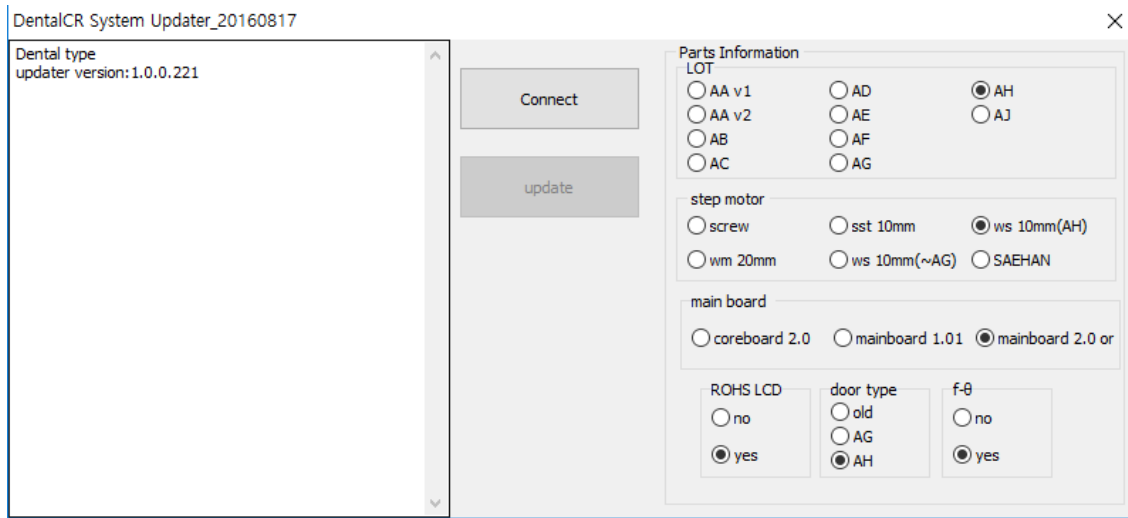 DentalCR System Updater_20160817
Dental type
updater version:1.0.0.221
Connect
update
Parts Information
LOT
AA v1
AD
AH
AA v2
AE
AJ
AB
AF
AC
AG
step motor
screw
sst 10mm
ws 10mm(AH)
wm 20mm
ws 10mm(~AG)
SAEHAN
main board
coreboard 2.0
mainboard 1.01
mainboard 2.0 or
ROHS LCD
no
yes
door type
old
AG
AH
f-θ
no
yes